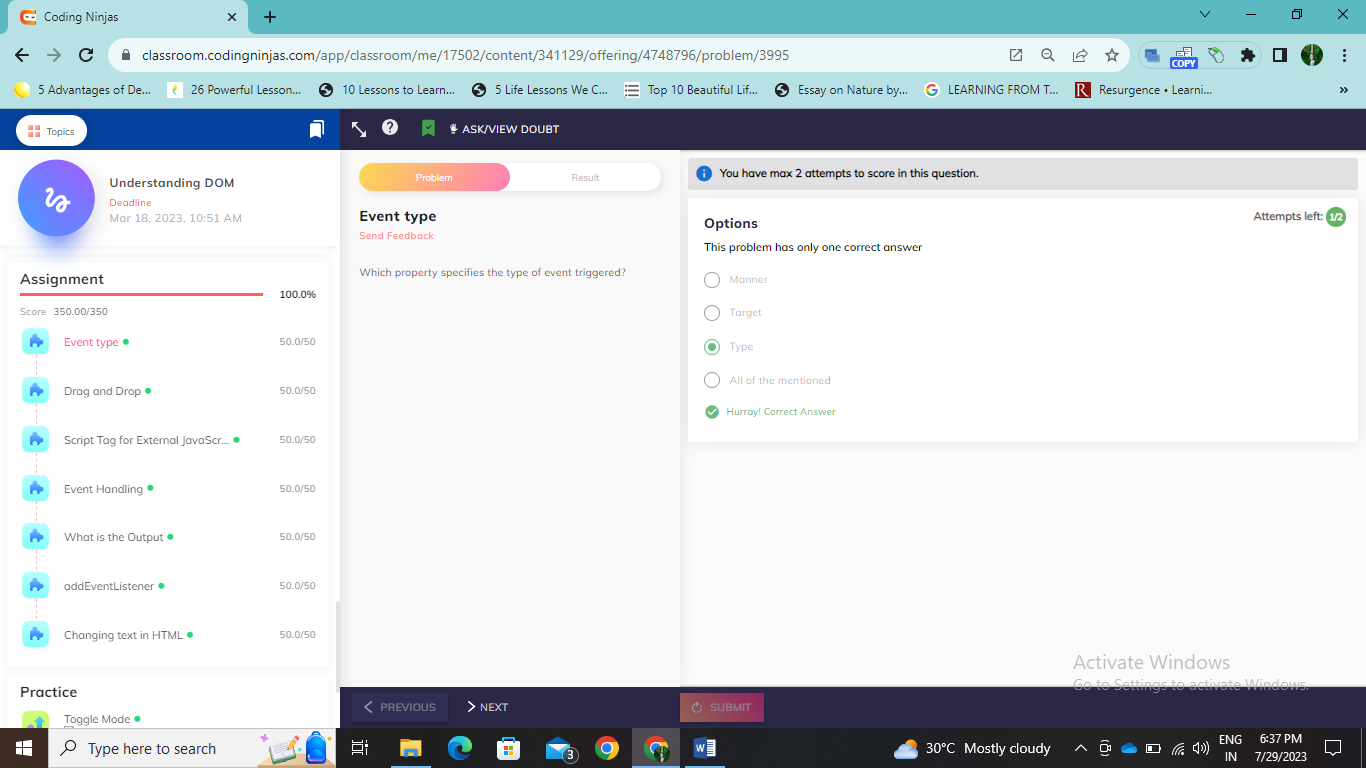 Coding Ninjas
classroom.codingninjas.com/app/classroom/me/17502/content/341129/offering/4748796/problem/3995
COPY
5 Advantages of De...
26 Powerful Lesson...
10 Lessons to Learn...
5 Life Lessons We C...
Top 10 Beautiful Lif...
Essay on Nature by...
LEARNING FROM T...
Resurgence • Learni...
Topics
ASK/VIEW DOUBT
Understanding DOM
Deadline
Mar 18, 2023, 10:51 AM
Assignment
100.0%
Score 350.00/350
Event type 50.0/50
Drag and Drop 50.0/50
Script Tag for External JavaScr... 50.0/50
Event Handling 50.0/50
What is the Output 50.0/50
addEventListener 50.0/50
Changing text in HTML 50.0/50
Practice
Toggle Mode
Problem
Result
Event type
Send Feedback
Which property specifies the type of event triggered?
You have max 2 attempts to score in this question.
Options
Attempts left: 1/2
This problem has only one correct answer
Manner
Target
Type
All of the mentioned
Hurray! Correct Answer
Activate Windows
Go to Settings to activate Windows.
PREVIOUS
NEXT
SUBMIT
Type here to search
3
30°C Mostly cloudy
ENG
IN
6:37 PM
7/29/2023